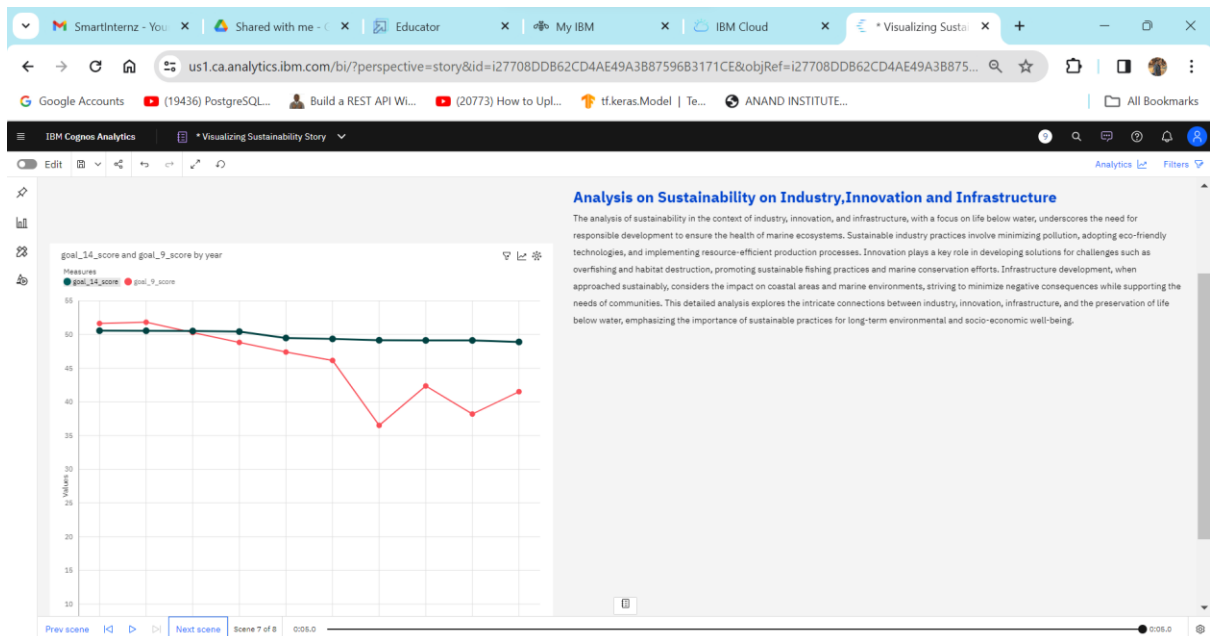 SmartInternz - You
Shared with me - G
Educator
My IBM
IBM Cloud
* Visualizing Sustai
us1.ca.analytics.ibm.com/bi/?perspective=story&id=i27708DDB62CD4AE49A3B87596B3171CE&objRef=i27708DDB62CD4AE49A3B875...
Google Accounts
(19436) PostgreSQL...
Build a REST API Wi...
(20773) How to Upl...
tf.keras.Model | Te...
ANAND INSTITUTE...
All Bookmarks
IBM Cognos Analytics
* Visualizing Sustainability Story
9
Edit
Analytics
Filters
Analysis on Sustainability on Industry,Innovation and Infrastructure
The analysis of sustainability in the context of industry, innovation, and infrastructure, with a focus on life below water, underscores the need for
responsible development to ensure the health of marine ecosystems. Sustainable industry practices involve minimizing pollution, adopting eco-friendly
technologies, and implementing resource-efficient production processes. Innovation plays a key role in developing solutions for challenges such as
overfishing and habitat destruction, promoting sustainable fishing practices and marine conservation efforts. Infrastructure development, when
approached sustainably, considers the impact on coastal areas and marine environments, striving to minimize negative consequences while supporting the
needs of communities. This detailed analysis explores the intricate connections between industry, innovation, infrastructure, and the preservation of life
below water, emphasizing the importance of sustainable practices for long-term environmental and socio-economic well-being.
goal_14_score and goal_9_score by year
Measures
goal_14_score goal_9_score
55
50
45
40
35
30
Values
25
20
15
10
Prev scene
Next scene
Scene 7 of 8
0:05.0
0:05.0